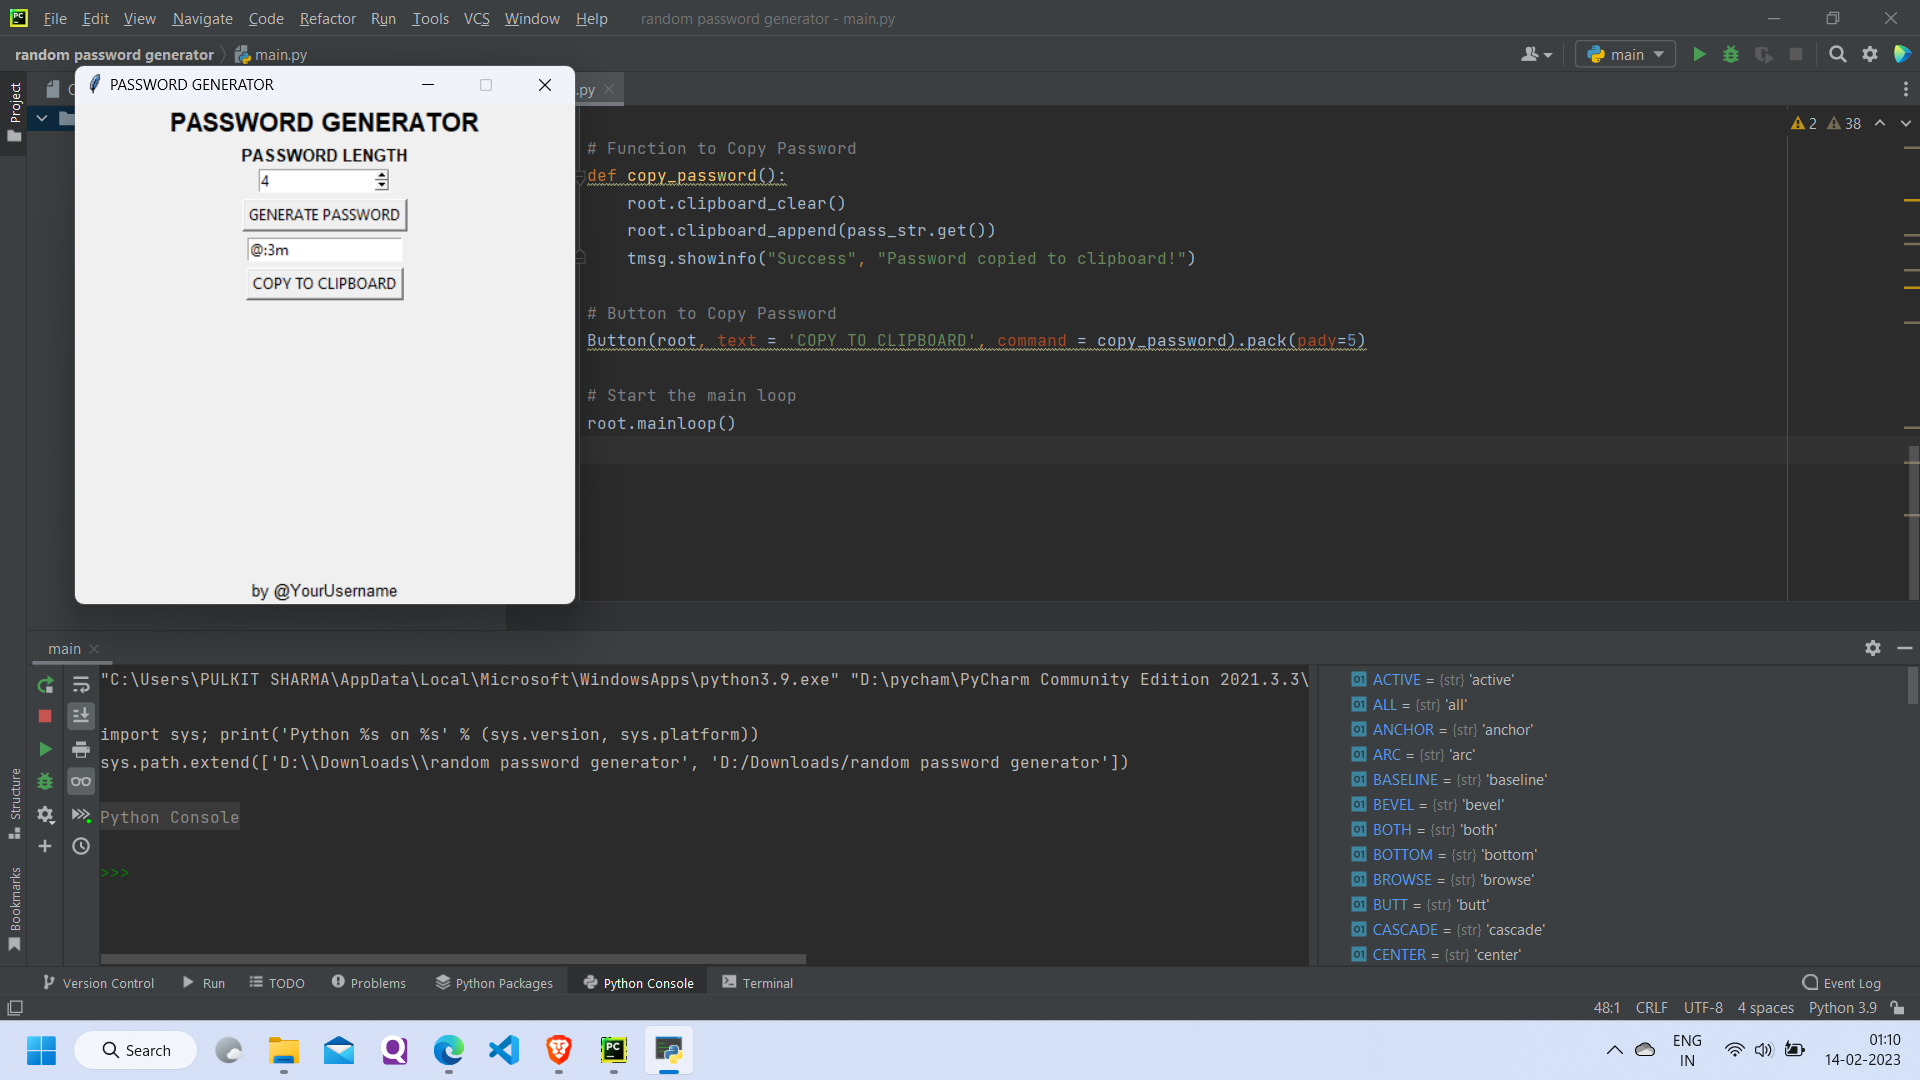 File Edit View Navigate Code Refactor Run Tools VCS Window Help random password generator - main.py
random password generator main.py main
Project
PASSWORD GENERATOR
.py
PASSWORD GENERATOR
PASSWORD LENGTH
4
GENERATE PASSWORD
@:3m
COPY TO CLIPBOARD
by @YourUsername
2 38
# Function to Copy Password
def copy_password():
root.clipboard_clear()
root.clipboard_append(pass_str.get())
tmsg.showinfo("Success", "Password copied to clipboard!")
# Button to Copy Password
Button(root, text = 'COPY TO CLIPBOARD', command = copy_password).pack(pady=5)
# Start the main loop
root.mainloop()
main
"C:\Users\PULKIT SHARMA\AppData\Local\Microsoft\WindowsApps\python3.9.exe" "D:\pycham\PyCharm Community Edition 2021.3.3\
import sys; print('Python %s on %s' % (sys.version, sys.platform))
sys.path.extend(['D:\\Downloads\\random password generator', 'D:/Downloads/random password generator'])
Python Console
>>>
ACTIVE = {str} 'active'
ALL = {str} 'all'
ANCHOR = {str} 'anchor'
ARC = {str} 'arc'
BASELINE = {str} 'baseline'
BEVEL = {str} 'bevel'
BOTH = {str} 'both'
BOTTOM = {str} 'bottom'
BROWSE = {str} 'browse'
BUTT = {str} 'butt'
CASCADE = {str} 'cascade'
CENTER = {str} 'center'
Structure
Bookmarks
Version Control Run TODO Problems Python Packages Python Console Terminal Event Log
48:1 CRLF UTF-8 4 spaces Python 3.9
Search
ENG
IN
01:10
14-02-2023